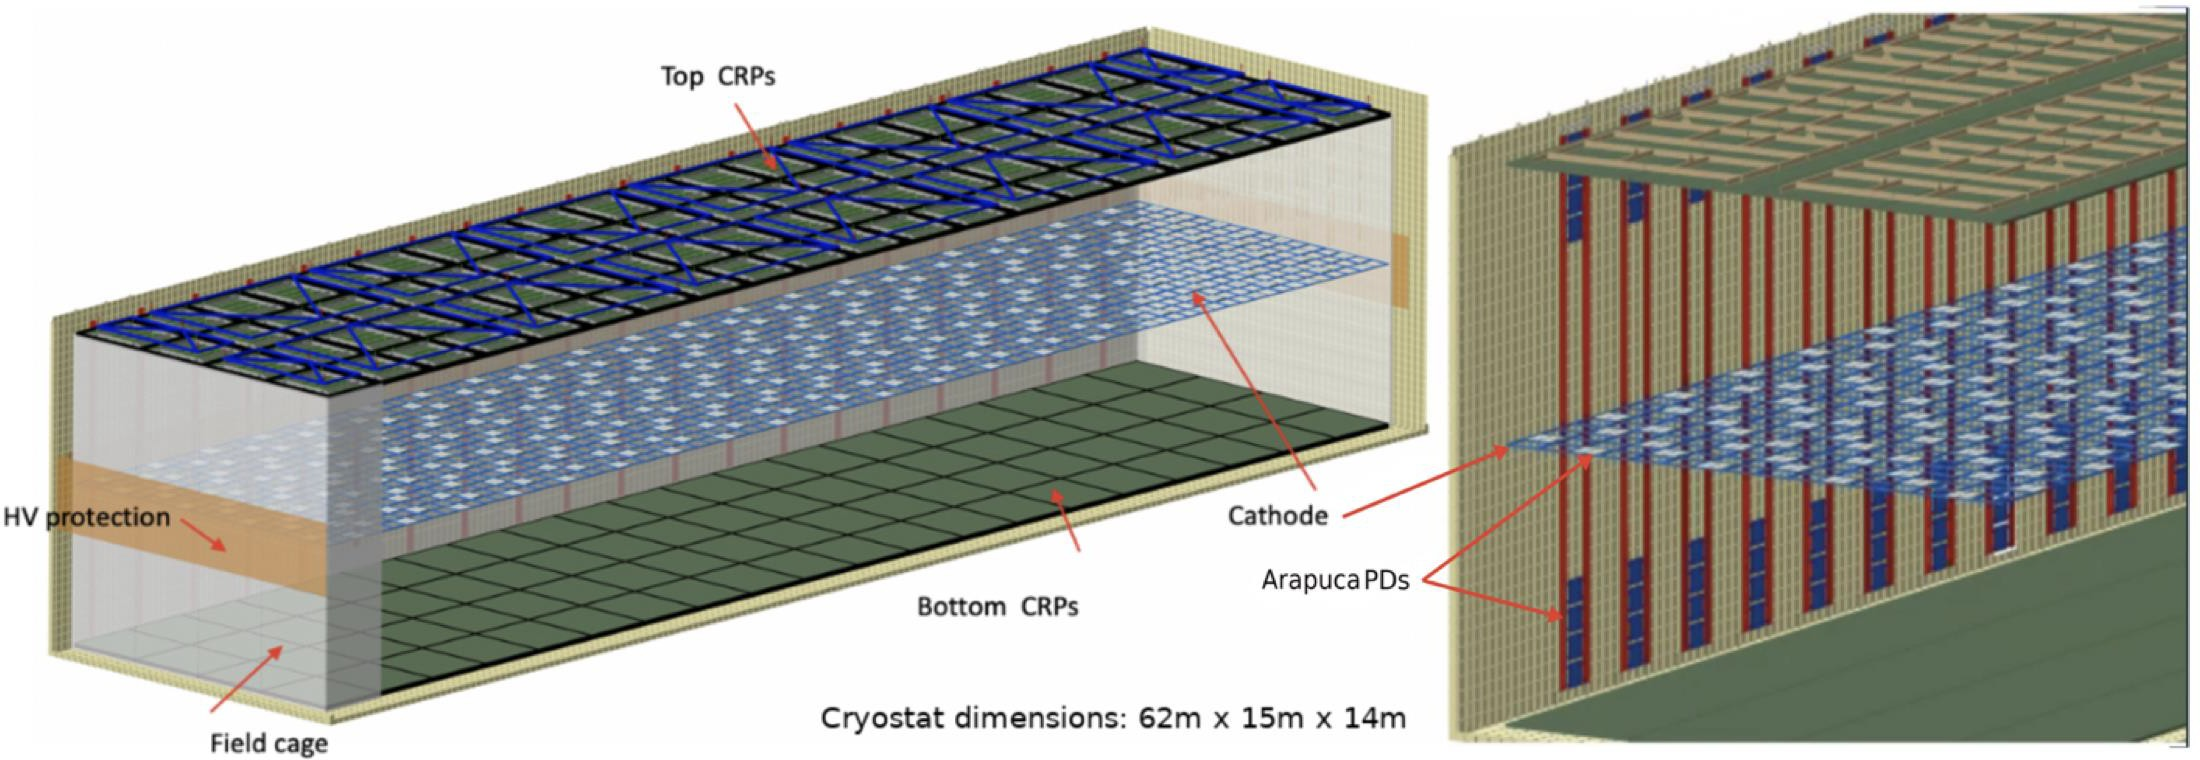 Top CRPs
HV protection
Cathode
Arapuca PDs
Bottom CRPs
Cryostat dimensions: 62m x 15m x 14m
Field cage